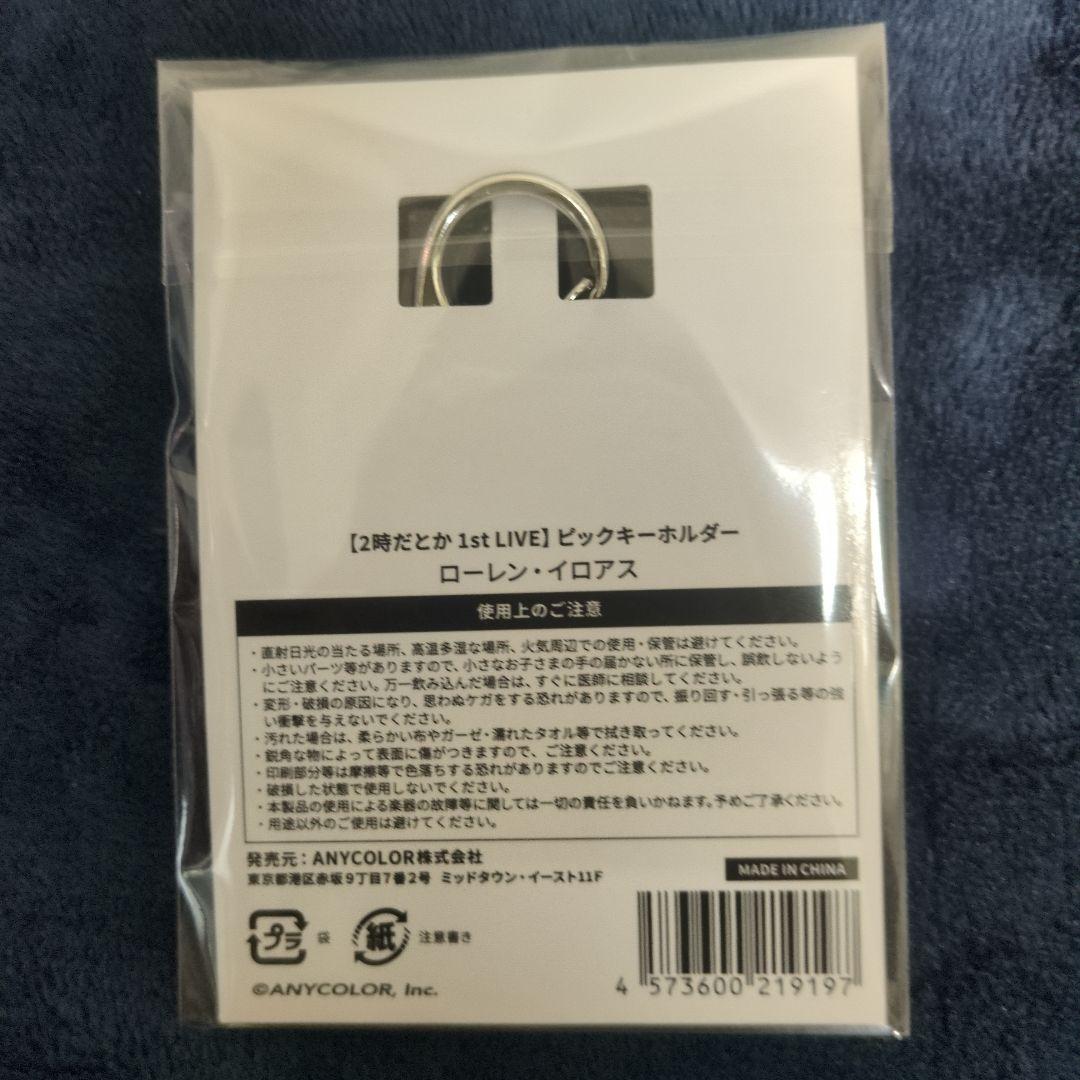 【2時だとか 1st LIVE】ピックキーホルダー
ローレン・イロアス
使用上のご注意
・直射日光の当たる場所、高温多湿な場所、火気周辺での使用・保管は避けてください。
・小さいパーツ等がありますので、小さなお子さまの手の届かない所に保管し、誤飲しないよう
にご注意ください。万一飲み込んだ場合は、すぐに医師に相談してください。
・変形・破損の原因になり、思わぬケガをする恐れがありますので、振り回す・引っ張る等の強
い衝撃を与えないでください。
・汚れた場合は、柔らかい布やガーゼ・濡れたタオル等で拭き取ってください。
・鋭角な物によって表面に傷がつきますので、ご注意ください。
・印刷部分等は摩擦等で色落ちする恐れがありますのでご注意ください。
・破損した状態で使用しないでください。
・本製品の使用による楽器の故障等に関しては一切の責任を負いかねます。予めご了承ください。
・用途以外のご使用は避けてください。
発売元：ANYCOLOR株式会社
東京都港区赤坂9丁目7番2号 ミッドタウン・イースト11F
MADE IN CHINA
プラ 袋 紙 注意書き
©ANYCOLOR, Inc.
4 573600 219197